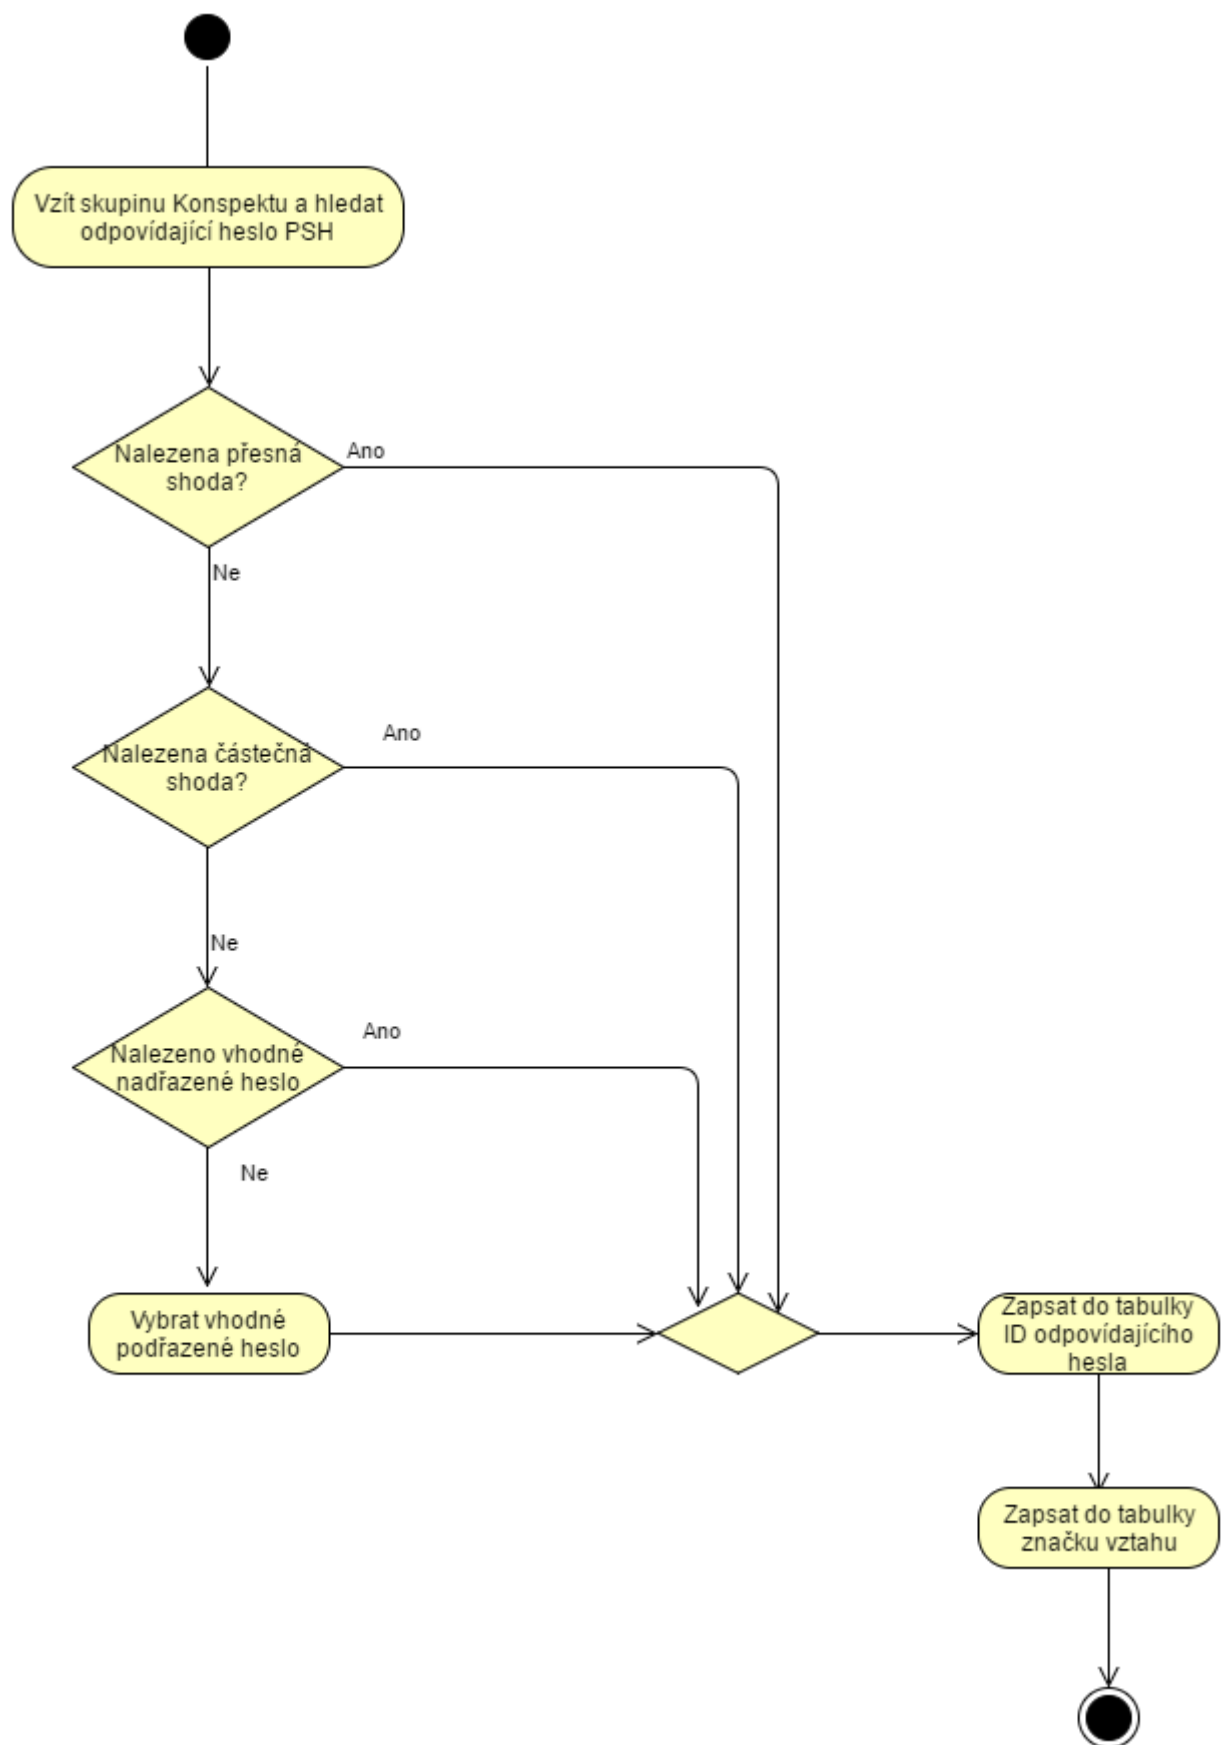 Vzít skupinu Konspektu a hledat
odpovídající heslo PSH
Nalezena přesná
shoda?
Ano
Ne
Nalezena částečná
shoda?
Ano
Ne
Nalezeno vhodné
nadřazené heslo
Ano
Ne
Vybrat vhodné
podřazené heslo
Zapsat do tabulky
ID odpovídajícího
hesla
Zapsat do tabulky
značku vztahu